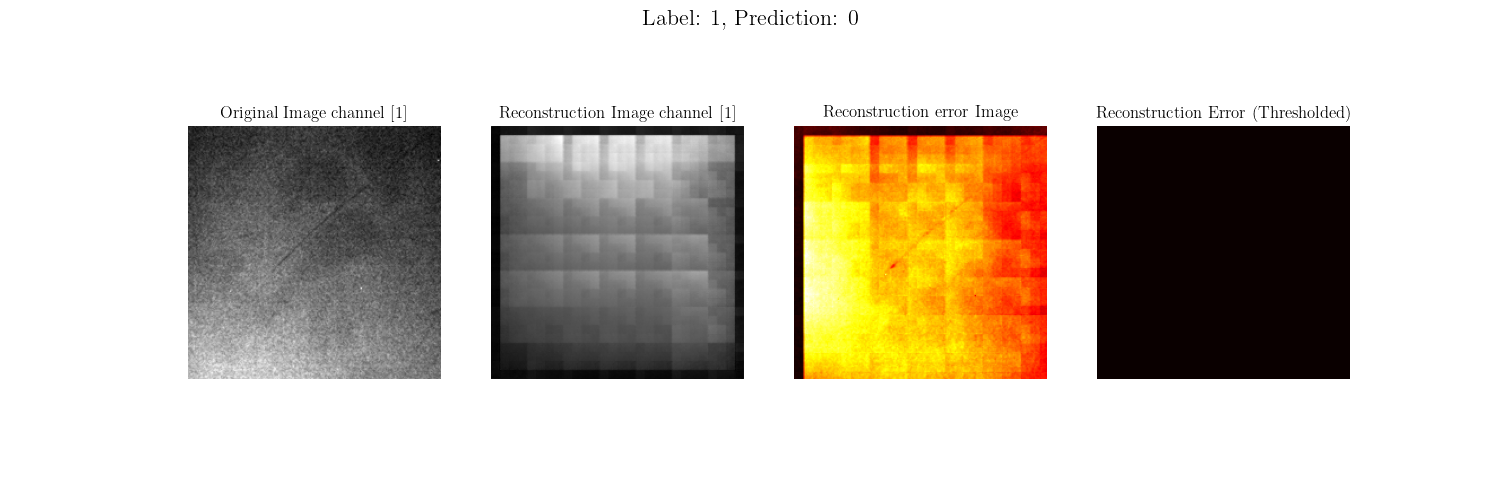 Label: 1, Prediction: 0
Original Image channel [1]
Reconstruction Image channel [1]
Reconstruction error Image
Reconstruction Error (Thresholded)